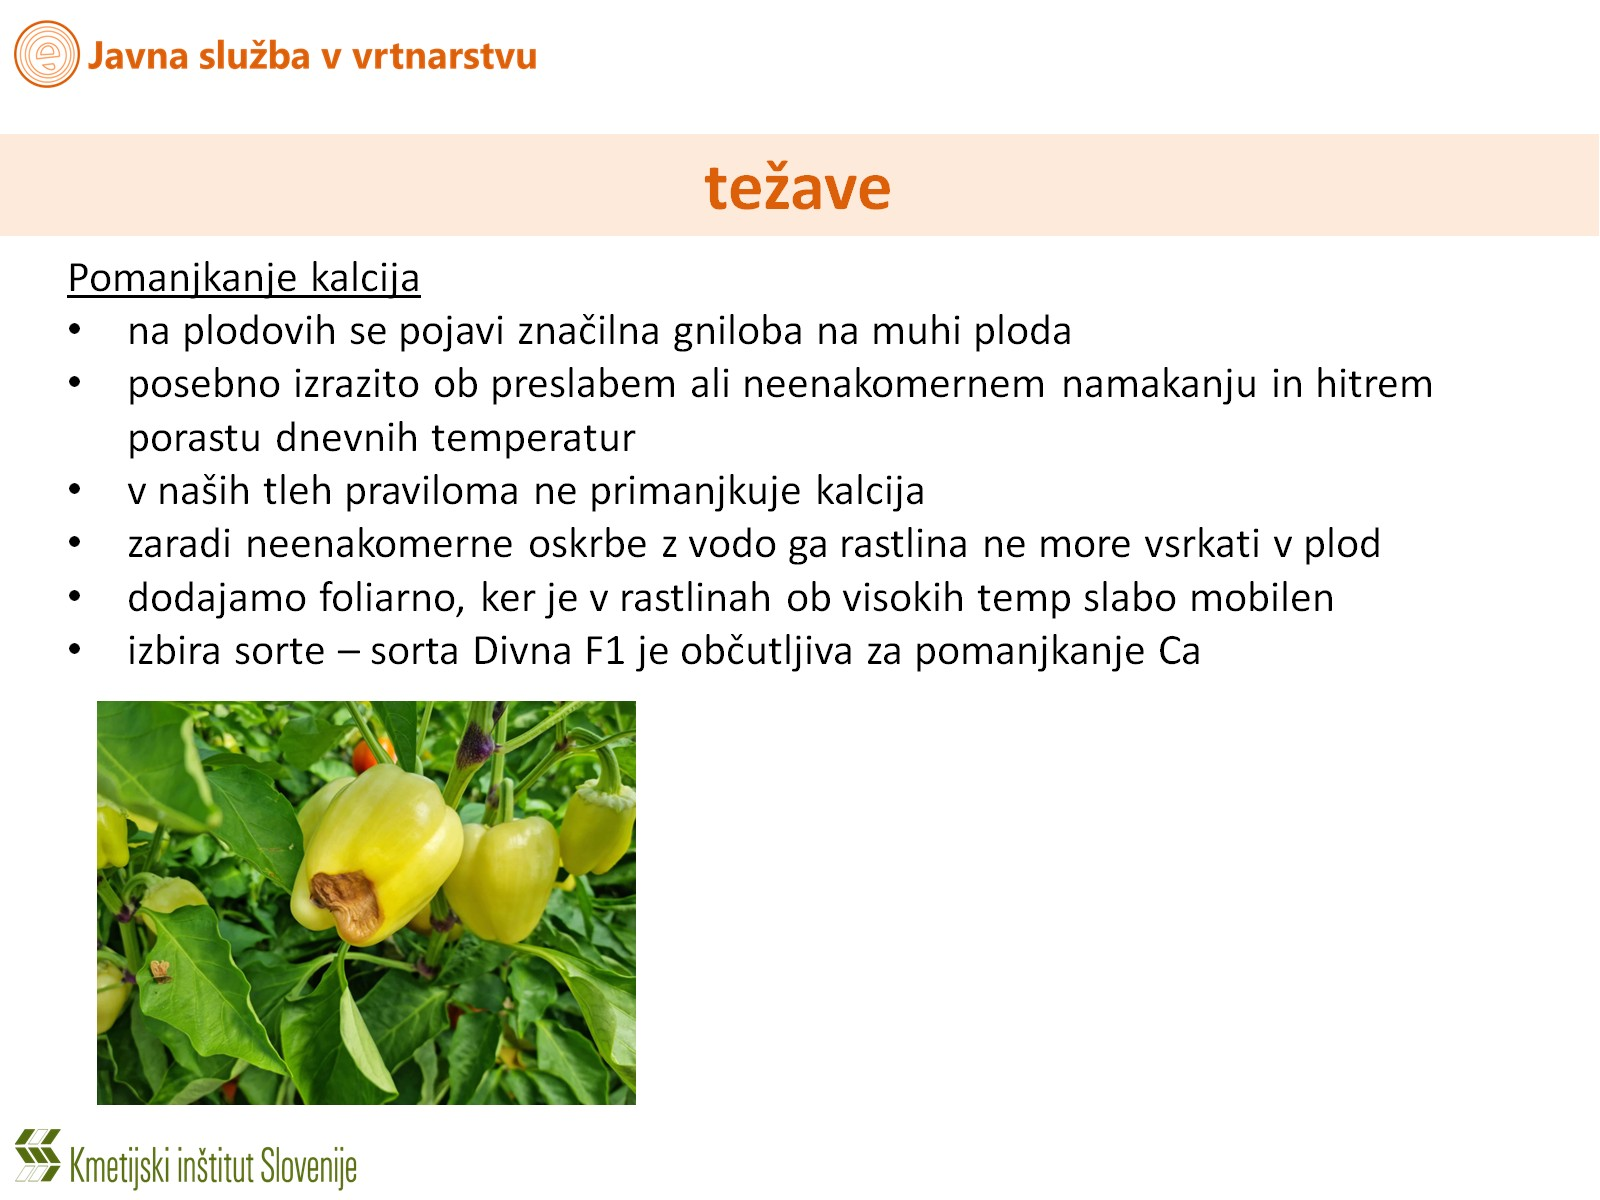 Javna služba v vrtnarstvu
težave
Pomanjkanje kalcija
• na plodovih se pojavi značilna gniloba na muhi ploda
• posebno izrazito ob preslabem ali neenakomernem namakanju in hitrem
porastu dnevnih temperatur
• v naših tleh praviloma ne primanjkuje kalcija
• zaradi neenakomerne oskrbe z vodo ga rastlina ne more vsrkati v plod
• dodajamo foliarno, ker je v rastlinah ob visokih temp slabo mobilen
• izbira sorte – sorta Divna F1 je občutljiva za pomanjkanje Ca
Kmetijski inštitut Slovenije